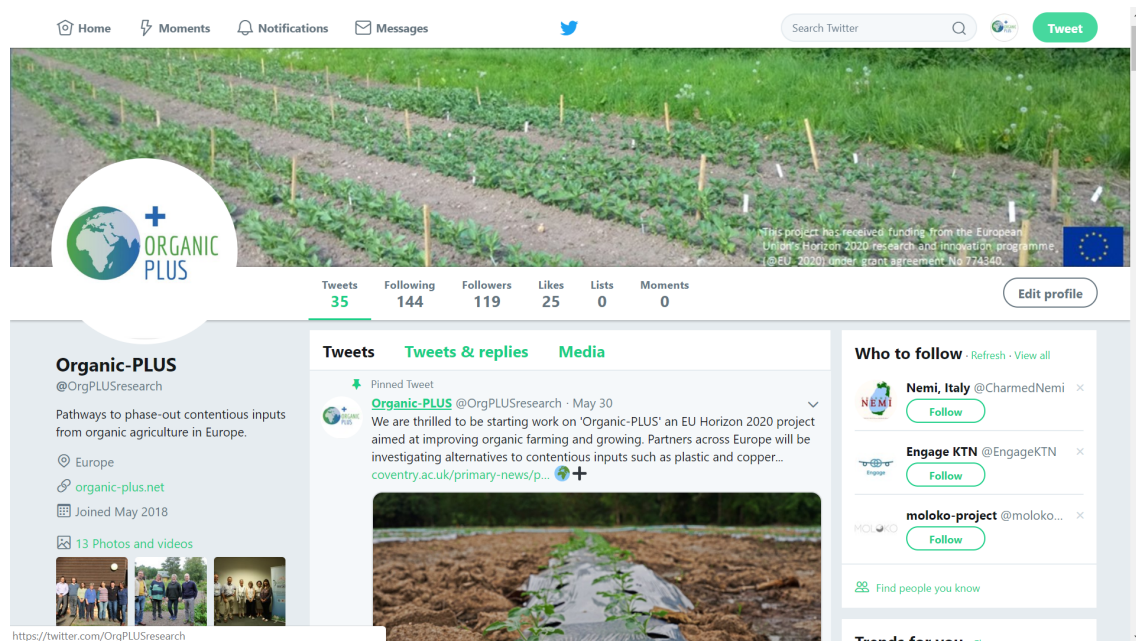 Home
Moments
Notifications
Messages
Search Twitter
Tweet
This project has received funding from the European
Union's Horizon 2020 research and innovation programme
(@EU_2020) under grant agreement No 774340.
+
ORGANIC
PLUS
Tweets Following Followers Likes Lists Moments
35 144 119 25 0 0
Edit profile
Organic-PLUS
@OrgPLUSresearch
Pathways to phase-out contentious inputs
from organic agriculture in Europe.
Europe
organic-plus.net
Joined May 2018
13 Photos and videos
Tweets Tweets & replies Media
Pinned Tweet
Organic-PLUS @OrgPLUSresearch · May 30
We are thrilled to be starting work on 'Organic-PLUS' an EU Horizon 2020 project
aimed at improving organic farming and growing. Partners across Europe will be
investigating alternatives to contentious inputs such as plastic and copper...
coventry.ac.uk/primary-news/p... 🌍➕
Who to follow · Refresh · View all
NEMI
Nemi, Italy @CharmedNemi ×
Follow
Engage
Engage KTN @EngageKTN ×
Follow
MOLOKO
moloko-project @moloko... ×
Follow
Find people you know
Trends for you
https://twitter.com/OrgPLUSresearch